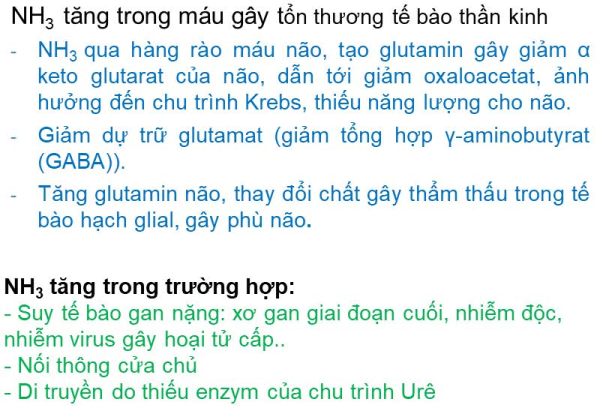 NH₃ tăng trong máu gây tổn thương tế bào thần kinh
- NH₃ qua hàng rào máu não, tạo glutamin gây giảm α
keto glutarat của não, dẫn tới giảm oxaloacetat, ảnh
hưởng đến chu trình Krebs, thiếu năng lượng cho não.
- Giảm dự trữ glutamat (giảm tổng hợp γ-aminobutyrat
(GABA)).
- Tăng glutamin não, thay đổi chất gây thẩm thấu trong tế
bào hạch glial, gây phù não.
NH₃ tăng trong trường hợp:
- Suy tế bào gan nặng: xơ gan giai đoạn cuối, nhiễm độc,
nhiễm virus gây hoại tử cấp..
- Nối thông cửa chủ
- Di truyền do thiếu enzym của chu trình Urê